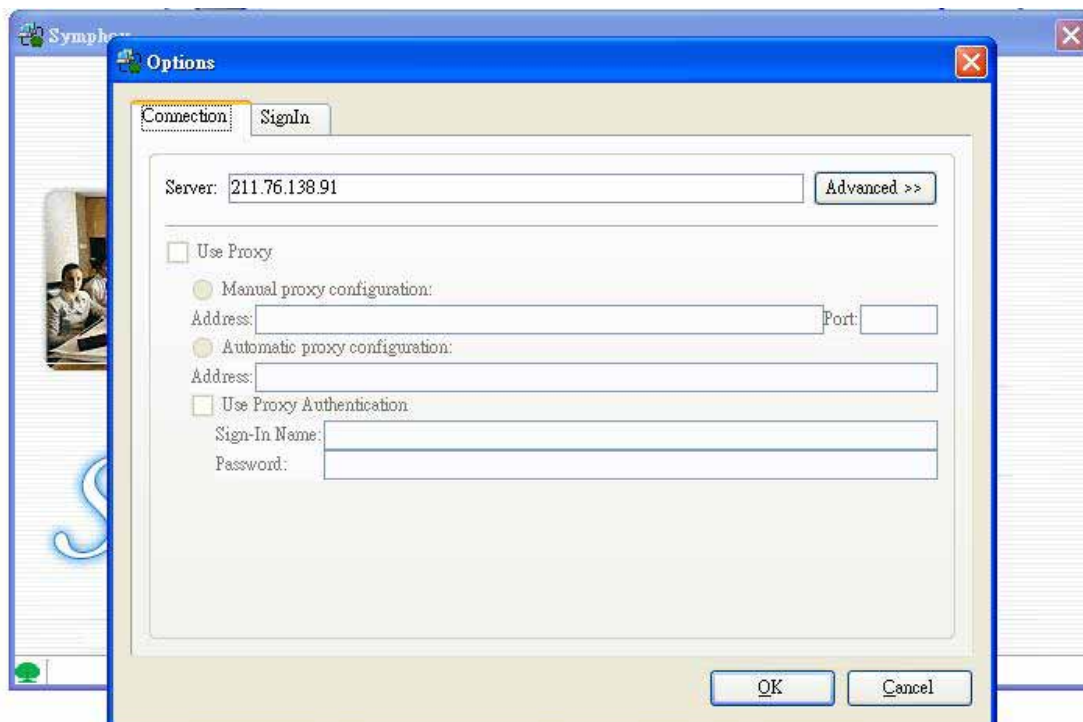 Options
Connection SignIn
Server: 211.76.138.91 Advanced >>
Use Proxy
Manual proxy configuration:
Address: Port:
Automatic proxy configuration:
Address:
Use Proxy Authentication
Sign-In Name:
Password:
OK Cancel